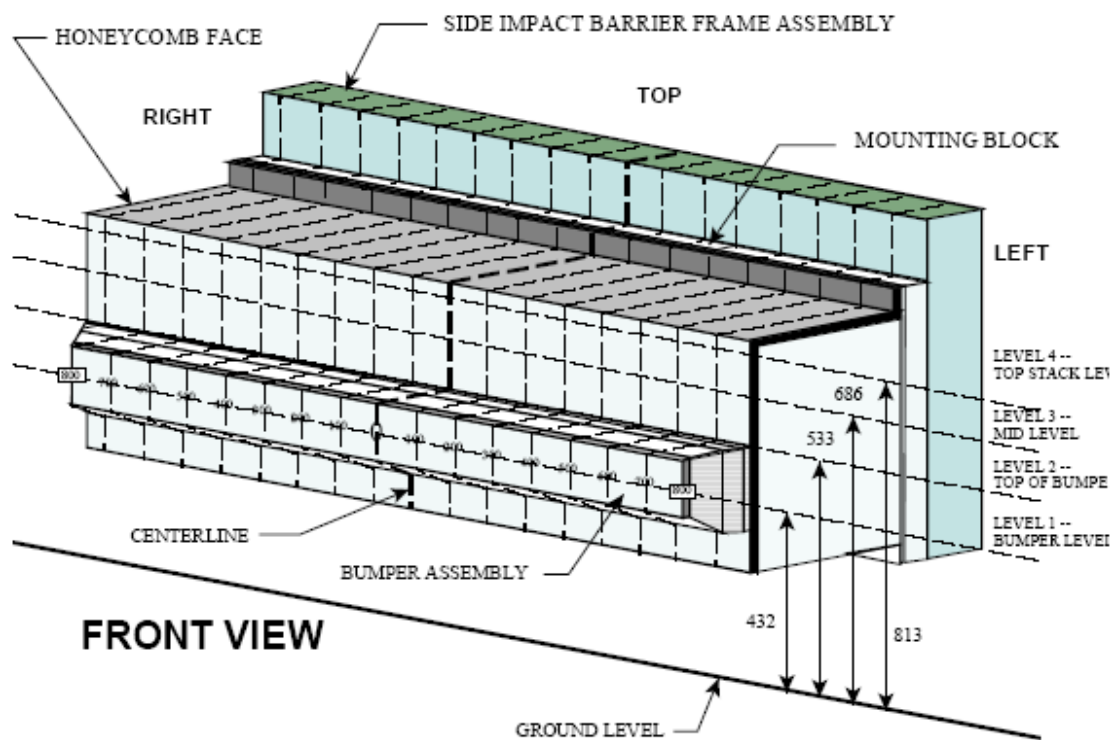 SIDE IMPACT BARRIER FRAME ASSEMBLY
HONEYCOMB FACE
TOP
RIGHT
MOUNTING BLOCK
LEFT
LEVEL 4 --
TOP STACK LEV
686
LEVEL 3 --
MID LEVEL
533
LEVEL 2 --
TOP OF BUMPE
800
800
LEVEL 1 --
BUMPER LEVEL
CENTERLINE
BUMPER ASSEMBLY
432
813
FRONT VIEW
GROUND LEVEL